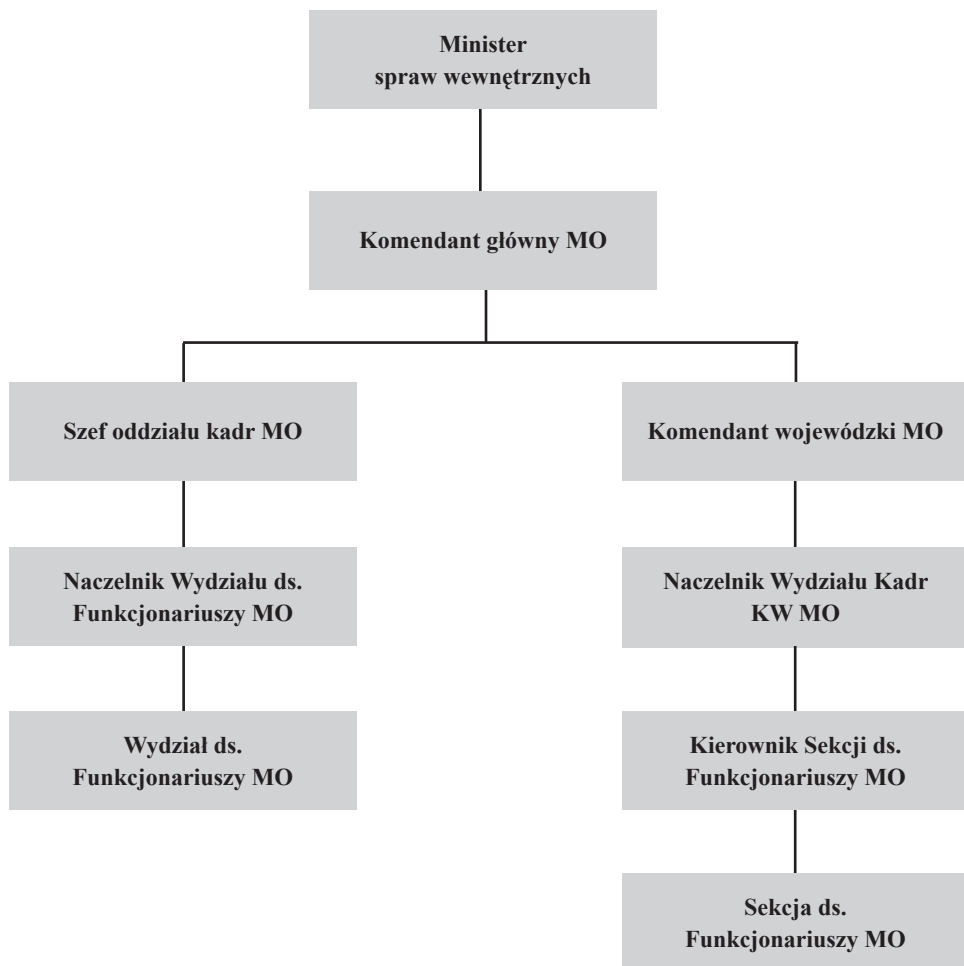 Minister
spraw wewnętrznych
Komendant główny MO
Szef oddziału kadr MO
Komendant wojewódzki MO
Naczelnik Wydziału ds.
Funkcjonariuszy MO
Naczelnik Wydziału Kadr
KW MO
Wydział ds.
Funkcjonariuszy MO
Kierownik Sekcji ds.
Funkcjonariuszy MO
Sekcja ds.
Funkcjonariuszy MO